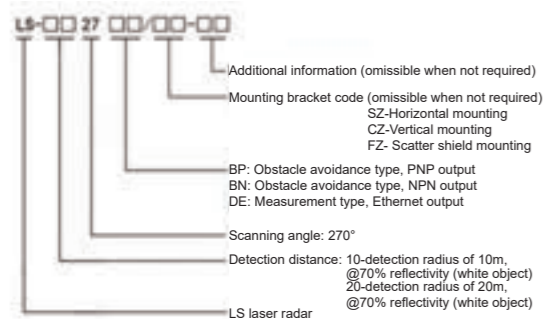 LS-□□ 27 □□/□□-□□
Additional information (omissible when not required)
Mounting bracket code (omissible when not required)
SZ-Horizontal mounting
CZ-Vertical mounting
FZ- Scatter shield mounting
BP: Obstacle avoidance type, PNP output
BN: Obstacle avoidance type, NPN output
DE: Measurement type, Ethernet output
Scanning angle: 270°
Detection distance: 10-detection radius of 10m,
@70% reflectivity (white object)
20-detection radius of 20m,
@70% reflectivity (white object)
LS laser radar